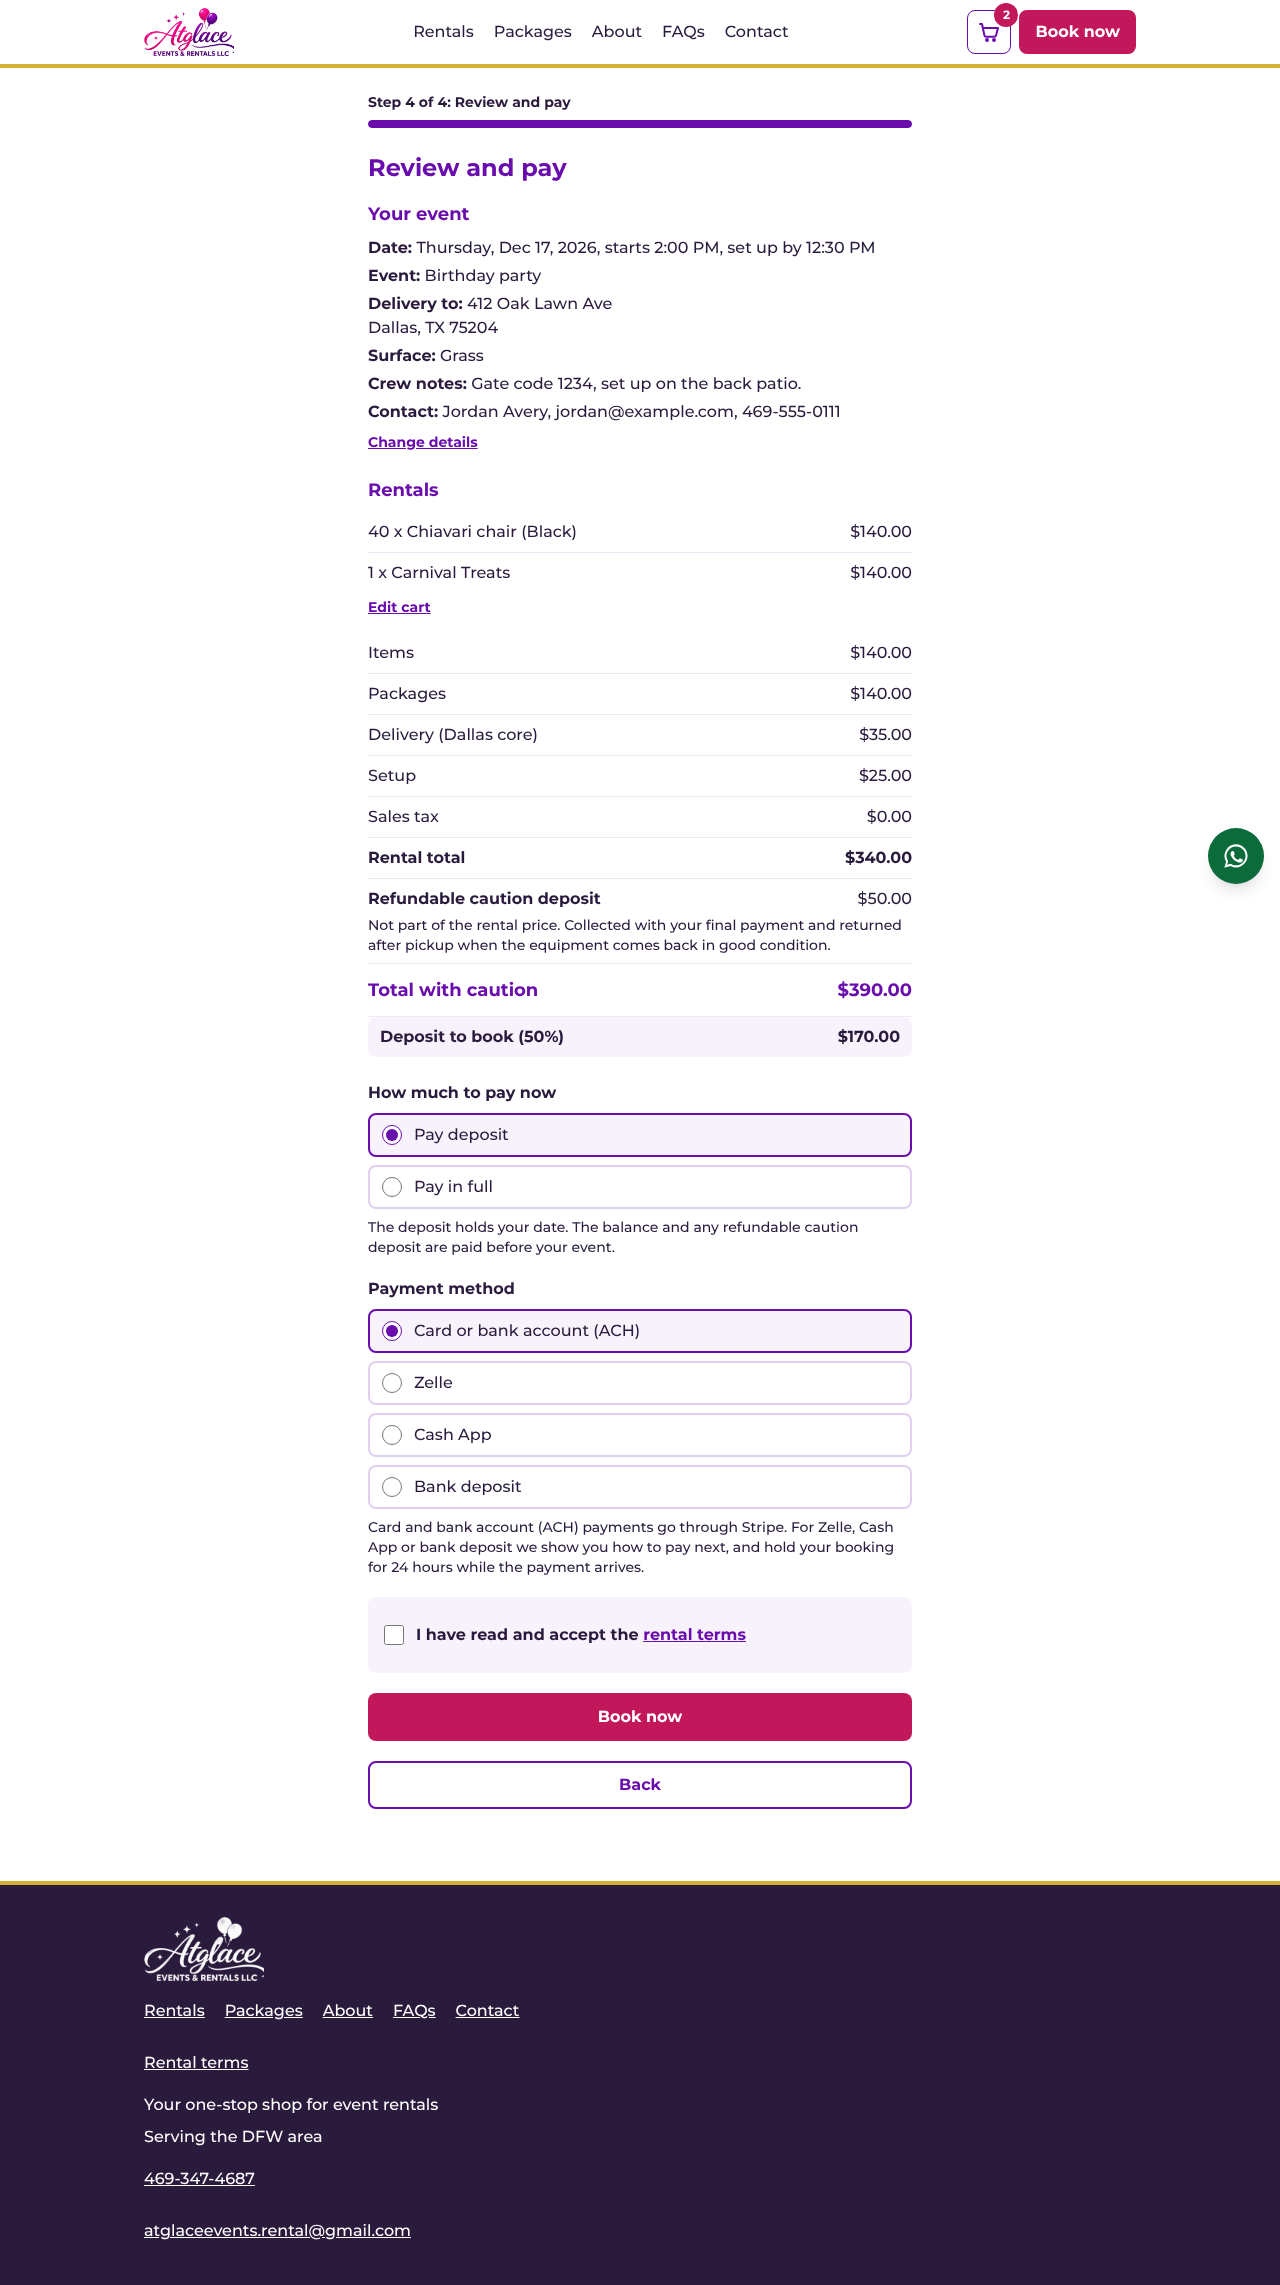 Atglace
EVENTS & RENTALS LLC
Rentals Packages About FAQs Contact
2
Book now
Step 4 of 4: Review and pay
Review and pay
Your event
Date: Thursday, Dec 17, 2026, starts 2:00 PM, set up by 12:30 PM
Event: Birthday party
Delivery to: 412 Oak Lawn Ave
Dallas, TX 75204
Surface: Grass
Crew notes: Gate code 1234, set up on the back patio.
Contact: Jordan Avery, jordan@example.com, 469-555-0111
Change details
Rentals
40 x Chiavari chair (Black) $140.00
1 x Carnival Treats $140.00
Edit cart
Items $140.00
Packages $140.00
Delivery (Dallas core) $35.00
Setup $25.00
Sales tax $0.00
Rental total $340.00
Refundable caution deposit $50.00
Not part of the rental price. Collected with your final payment and returned
after pickup when the equipment comes back in good condition.
Total with caution $390.00
Deposit to book (50%) $170.00
How much to pay now
Pay deposit
Pay in full
The deposit holds your date. The balance and any refundable caution
deposit are paid before your event.
Payment method
Card or bank account (ACH)
Zelle
Cash App
Bank deposit
Card and bank account (ACH) payments go through Stripe. For Zelle, Cash
App or bank deposit we show you how to pay next, and hold your booking
for 24 hours while the payment arrives.
I have read and accept the rental terms
Book now
Back
Atglace
EVENTS & RENTALS LLC
Rentals Packages About FAQs Contact
Rental terms
Your one-stop shop for event rentals
Serving the DFW area
469-347-4687
atglaceevents.rental@gmail.com